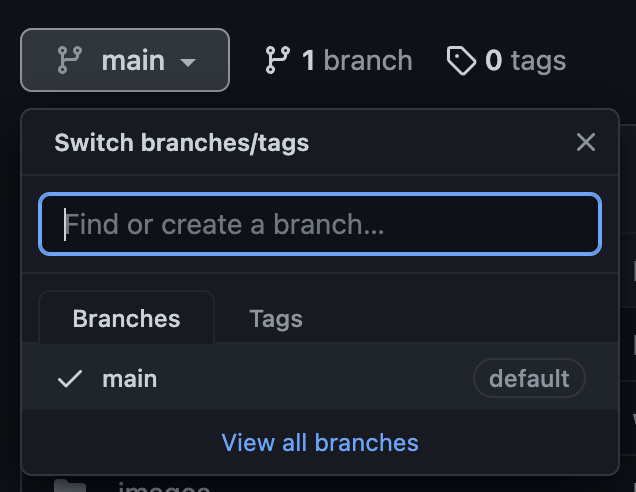 main 1 branch 0 tags
Switch branches/tags
Find or create a branch...
Branches Tags
main default
View all branches
images